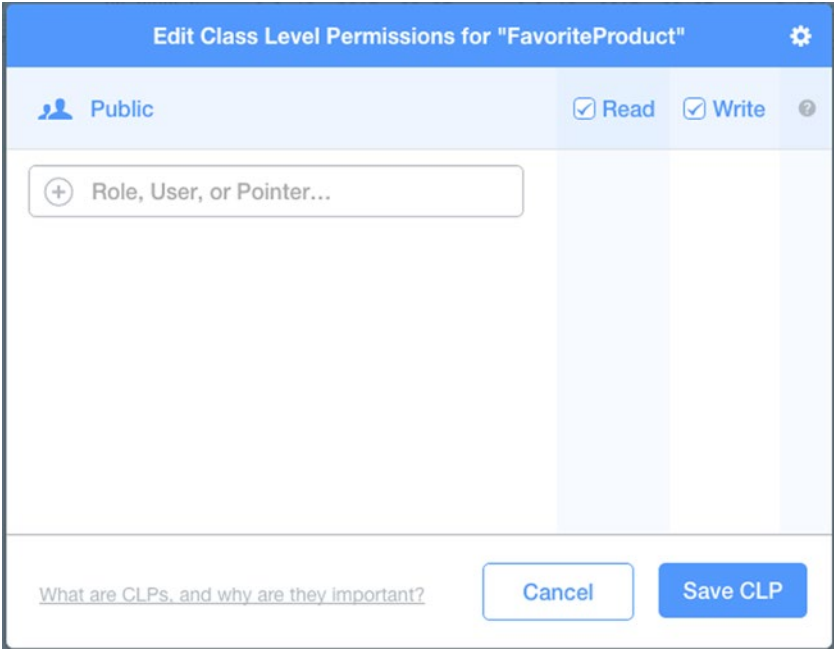 Edit Class Level Permissions for "FavoriteProduct"
Public Read Write ?
Role, User, or Pointer...
What are CLPs, and why are they important? Cancel Save CLP